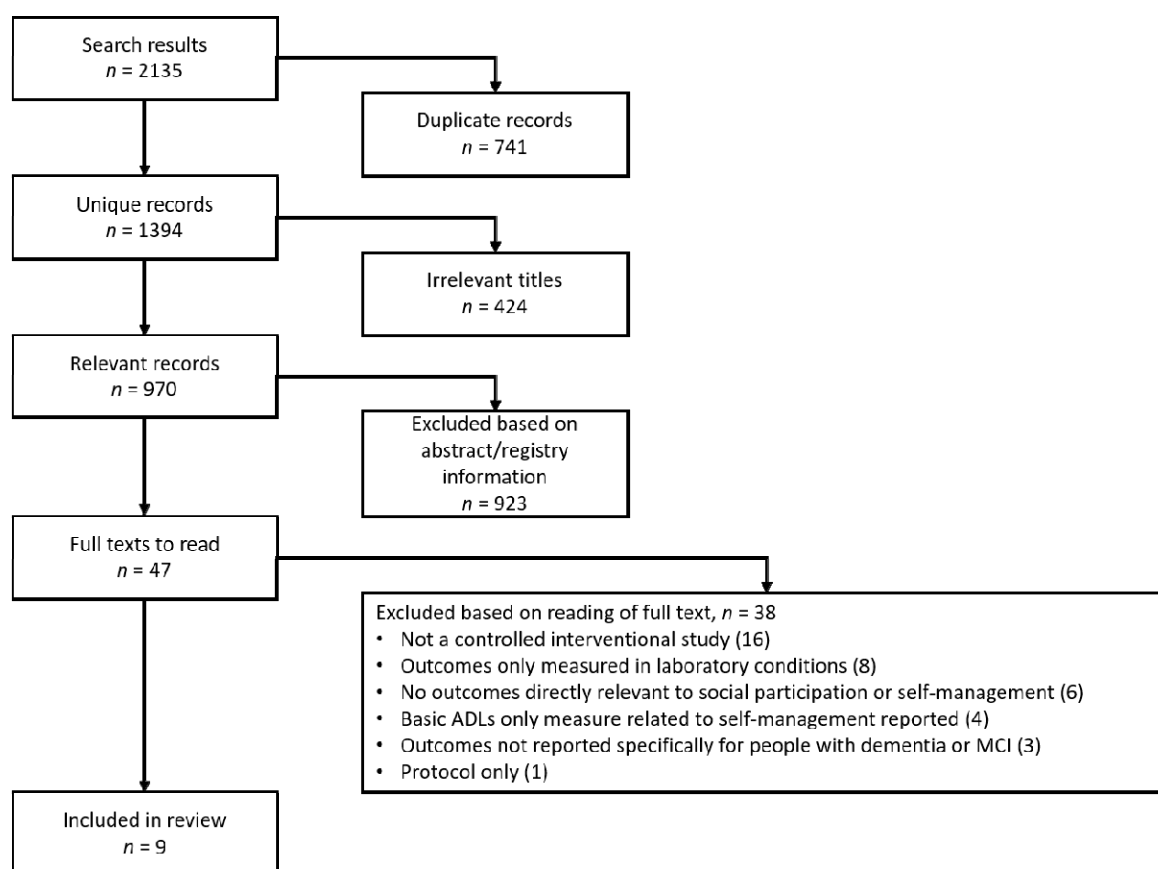 Search results
n = 2135
Duplicate records
n = 741
Unique records
n = 1394
Irrelevant titles
n = 424
Relevant records
n = 970
Excluded based on
abstract/registry
information
n = 923
Full texts to read
n = 47
Excluded based on reading of full text, n = 38
• Not a controlled interventional study (16)
• Outcomes only measured in laboratory conditions (8)
• No outcomes directly relevant to social participation or self-management (6)
• Basic ADLs only measure related to self-management reported (4)
• Outcomes not reported specifically for people with dementia or MCI (3)
• Protocol only (1)
Included in review
n = 9